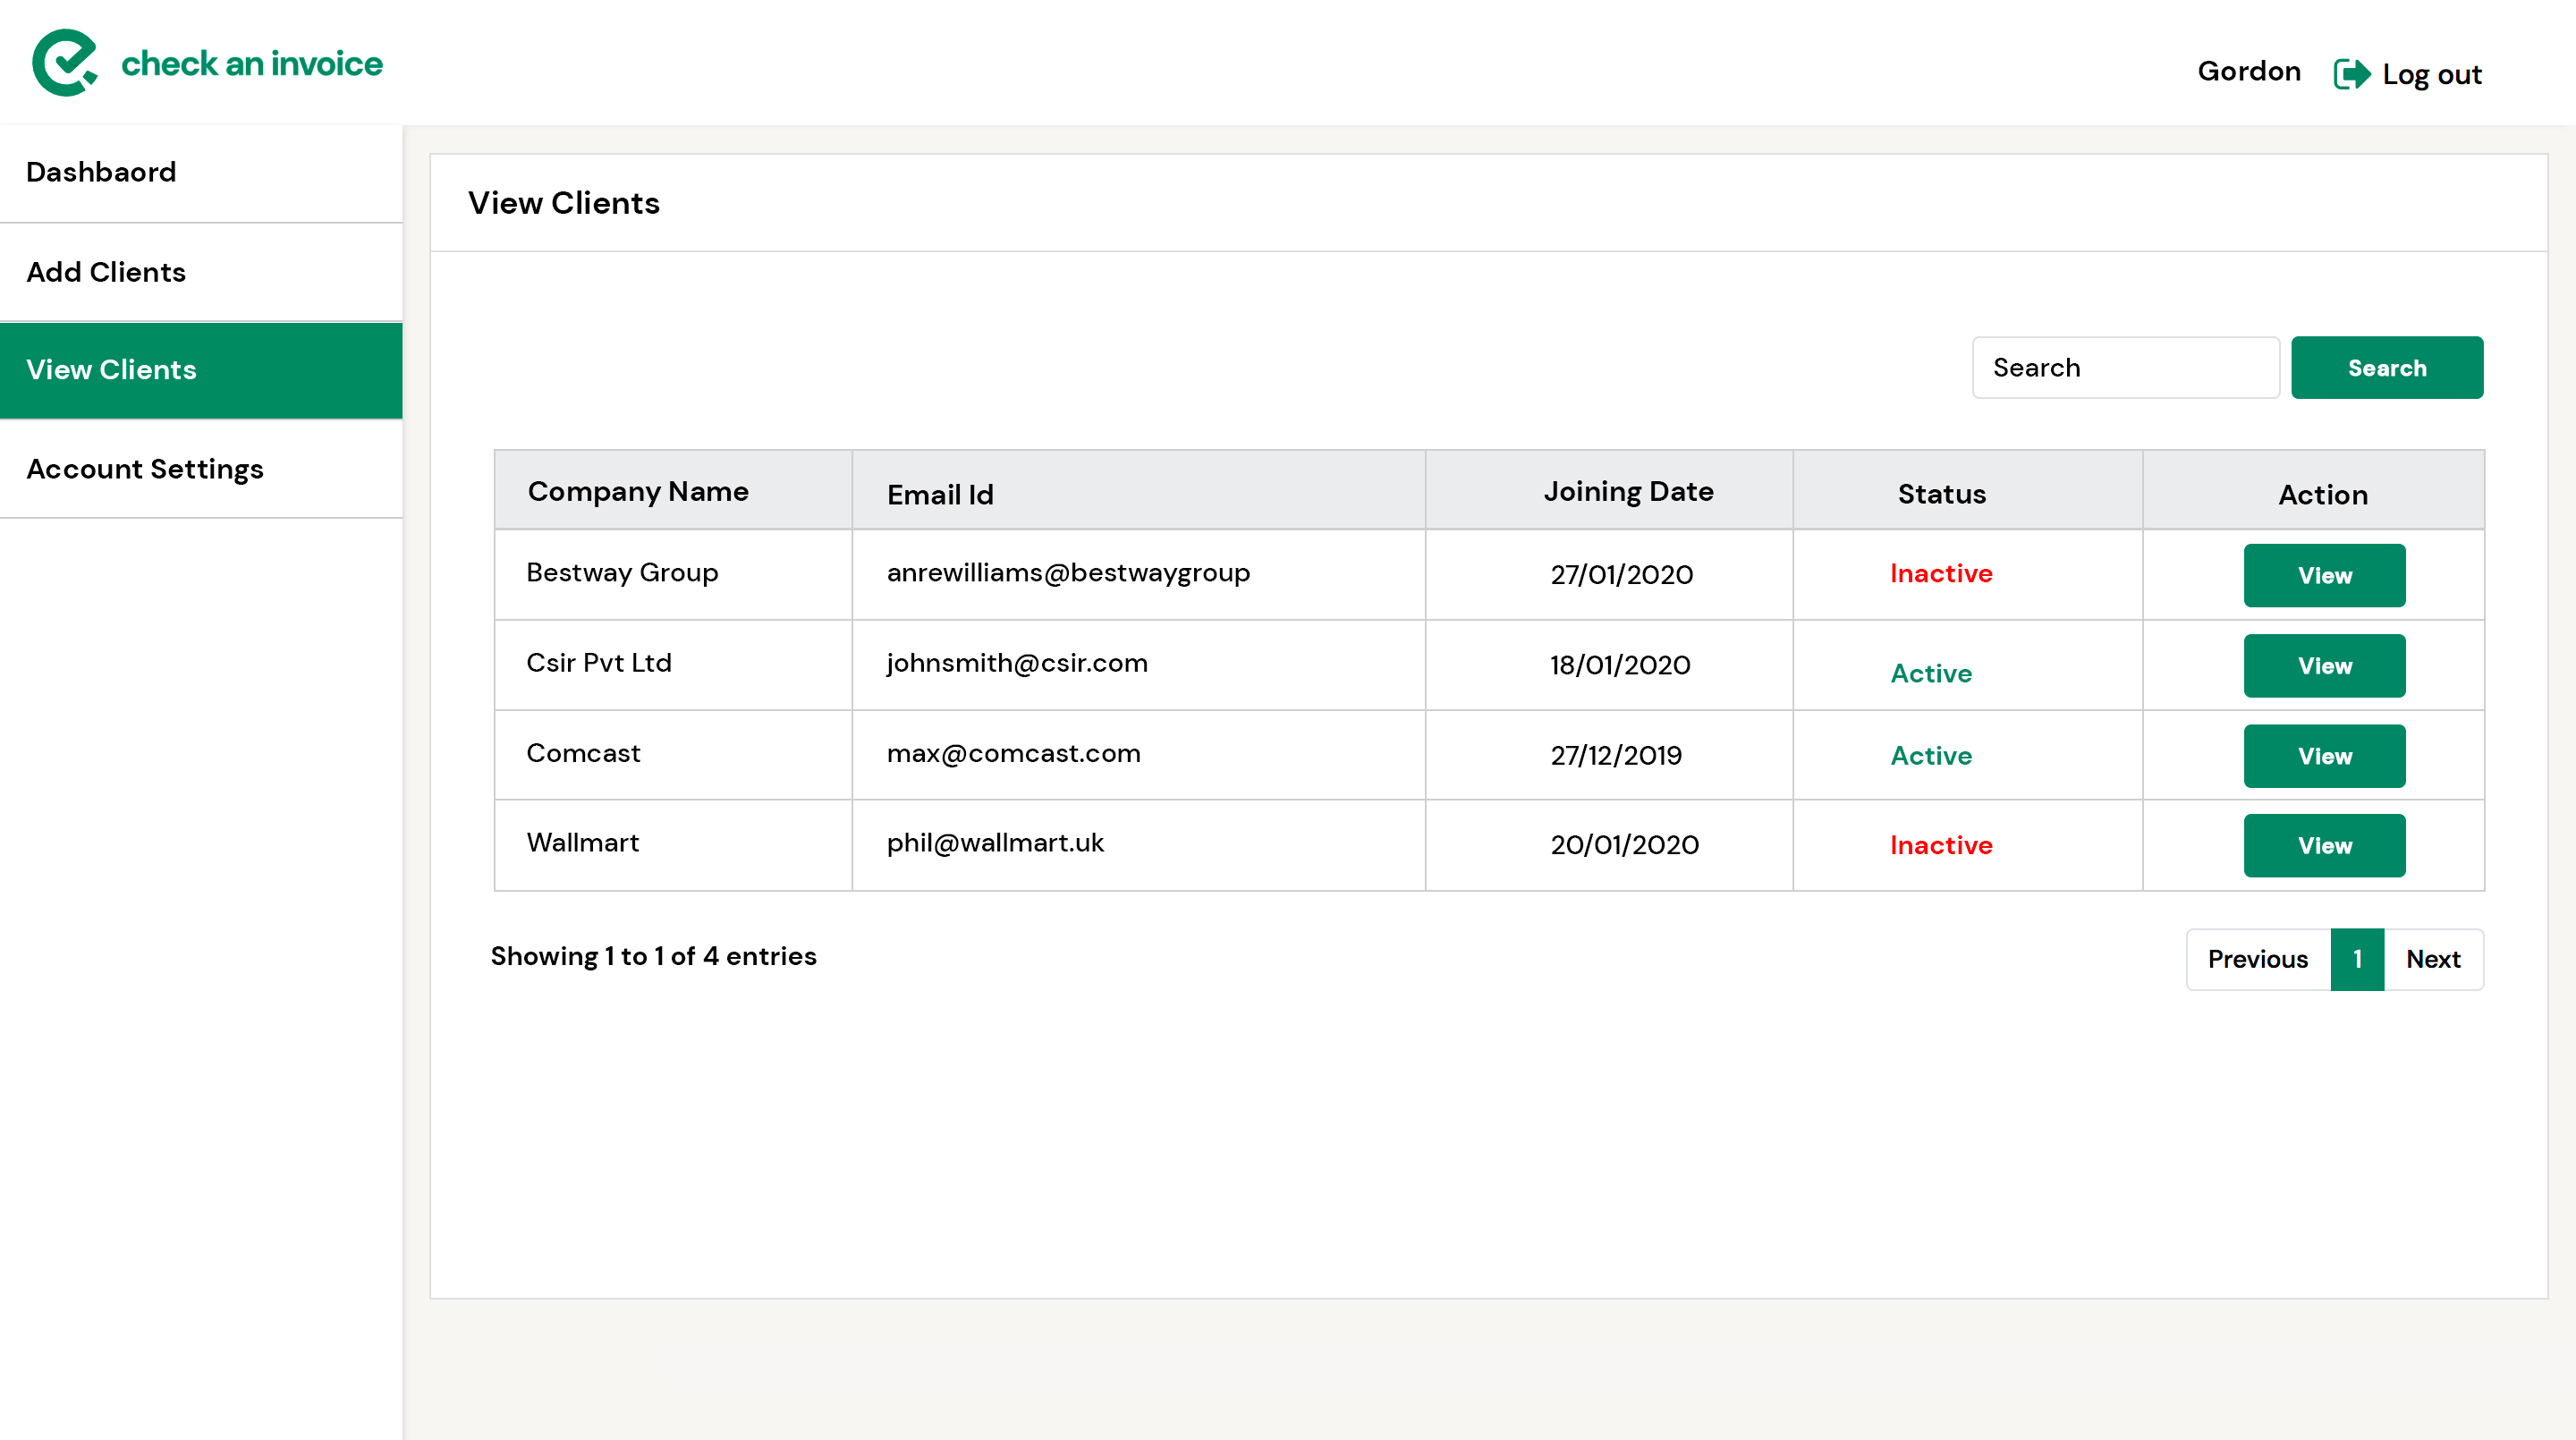 check an invoice
Gordon Log out
Dashbaord
Add Clients
View Clients
Account Settings
View Clients
Search Search
Company Name Email Id Joining Date Status Action
Bestway Group anrewilliams@bestwaygroup 27/01/2020 Inactive View
Csir Pvt Ltd johnsmith@csir.com 18/01/2020 Active View
Comcast max@comcast.com 27/12/2019 Active View
Wallmart phil@wallmart.uk 20/01/2020 Inactive View
Showing 1 to 1 of 4 entries Previous 1 Next